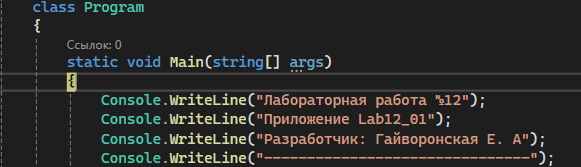 class Program
{
Ссылок: 0
static void Main(string[] args)
{
Console.WriteLine("Лабораторная работа №12");
Console.WriteLine("Приложение Lab12_01");
Console.WriteLine("Разработчик: Гайворонская Е. А");
Console.WriteLine("-------------------------------");